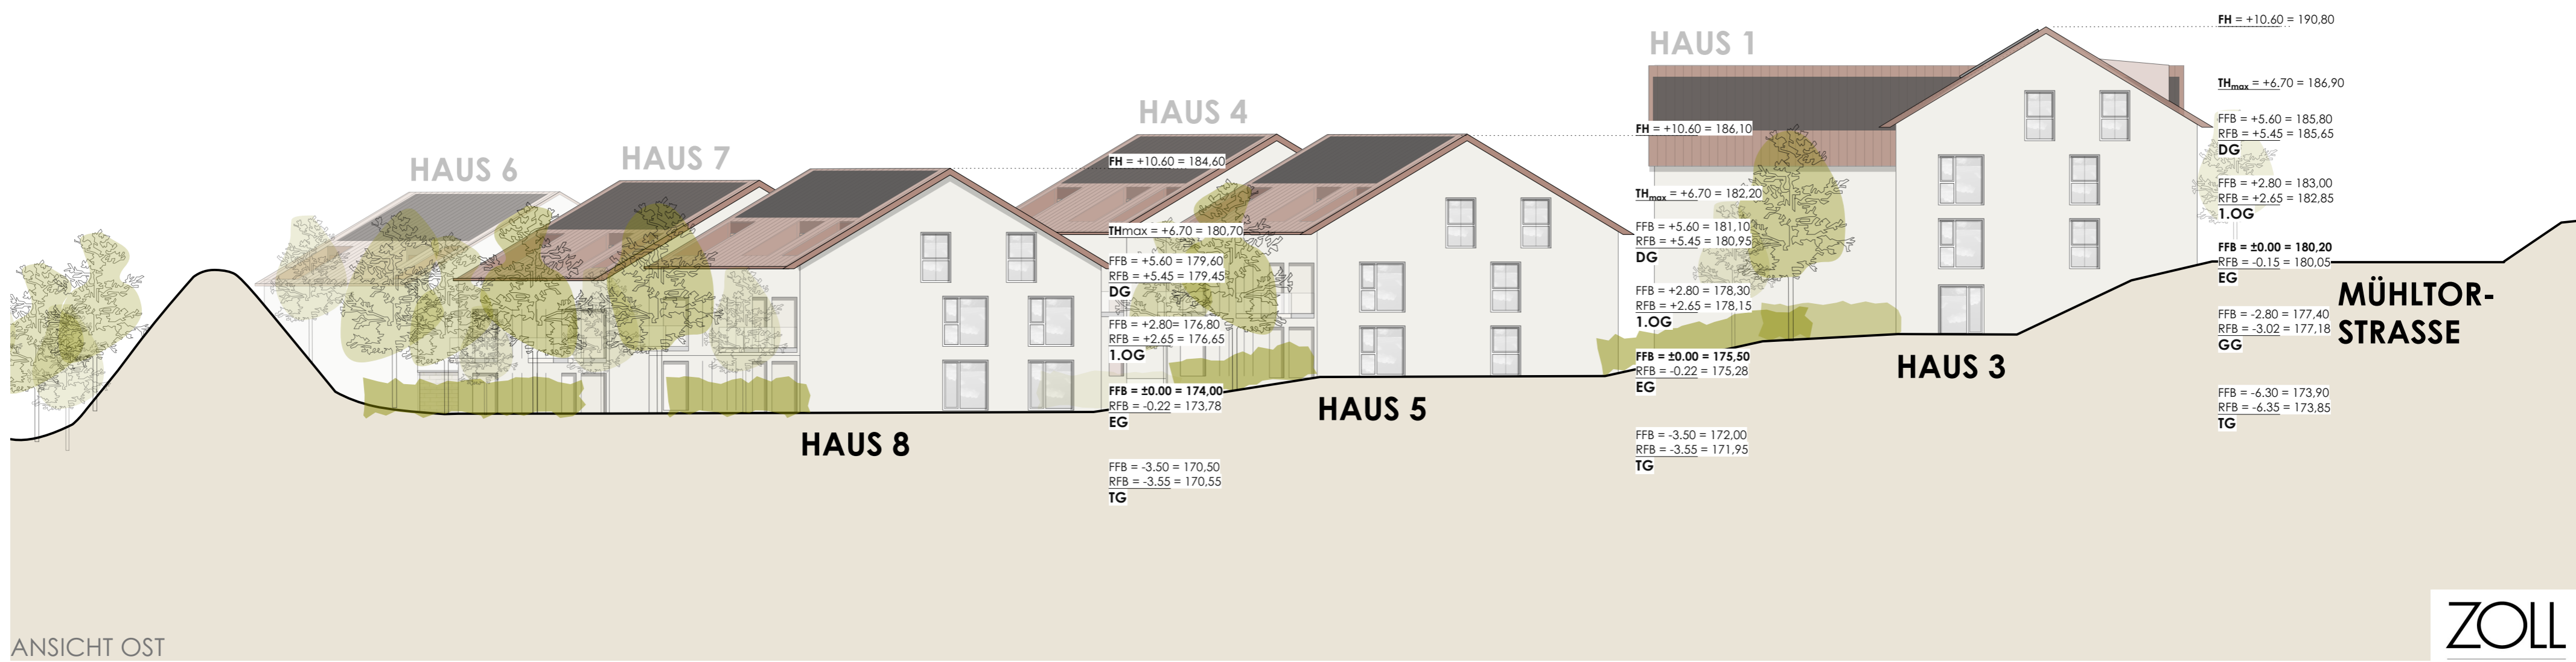 HAUS 6
HAUS 7
HAUS 4
HAUS 1
FH = +10.60 = 184,60
THmax = +6.70 = 180,70
FFB = +5.60 = 179,60
RFB = +5.45 = 179,45
DG
FFB = +2.80= 176,80
RFB = +2.65 = 176,65
1.OG
FFB = ±0.00 = 174,00
RFB = -0.22 = 173,78
EG
FFB = -3.50 = 170,50
RFB = -3.55 = 170,55
TG
FH = +10.60 = 186,10
THmax = +6.70 = 182,20
FFB = +5.60 = 181,10
RFB = +5.45 = 180,95
DG
FFB = +2.80 = 178,30
RFB = +2.65 = 178,15
1.OG
FFB = ±0.00 = 175,50
RFB = -0.22 = 175,28
EG
FFB = -3.50 = 172,00
RFB = -3.55 = 171,95
TG
FH = +10.60 = 190,80
THmax = +6.70 = 186,90
FFB = +5.60 = 185,80
RFB = +5.45 = 185,65
DG
FFB = +2.80 = 183,00
RFB = +2.65 = 182,85
1.OG
FFB = ±0.00 = 180,20
RFB = -0.15 = 180,05
EG
FFB = -2.80 = 177,40
RFB = -3.02 = 177,18
GG
FFB = -6.30 = 173,90
RFB = -6.35 = 173,85
TG
HAUS 8
HAUS 5
HAUS 3
MÜHLTOR-
STRASSE
ANSICHT OST
ZOLL